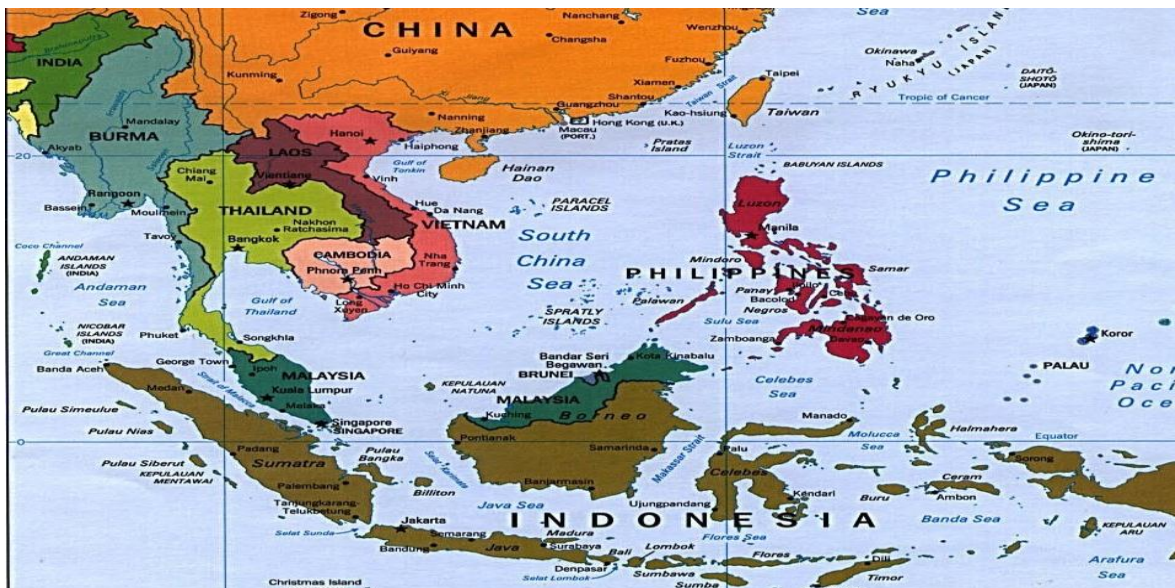 Zigong
Nanchang
CHINA
Changsha
Wenzhou
Sea
Brahmaputra
Guiyang
INDIA
Kunming
Fuzhou
Okinawa
Naha
RYUKYU ISLANDS
(JAPAN)
DAITŌ-
SHOTŌ
(JAPAN)
Xiamen
Shantou
Taipei
Taiwan Strait
Tropic of Cancer
Guangzhou
Nanning
Mandalay
BURMA
Hanoi
Zhanjiang
Macau
(PORT.)
Hong Kong (U.K.)
Kao-hsiung
Taiwan
Haiphong
Okino-tori-
shima
(JAPAN)
Akyab
20
LAOS
Gulf of
Tonkin
Pratas
Island
Luzon
Strait
BABUYAN ISLANDS
Hainan
Dao
Chiang
Mai
Vientiane
Vinh
Philippine
Sea
Rangoon
Bassein
Moulmein
THAILAND
Hue
Da Nang
PARACEL
ISLANDS
Luzon
Nakhon
Ratchasima
VIETNAM
Manila
Tavoy
Bangkok
South
China
Sea
Coco Channel
ANDAMAN
ISLANDS
(INDIA)
CAMBODIA
Nha
Trang
Mindoro
Samar
Andaman
Sea
Phnom Penh
PHILIPPINES
Ho Chi Minh
City
Panay
Iloilo
Bacolod
Negros
Gulf of
Thailand
Long
Xuyen
Palawan
SPRATLY
ISLANDS
Sulu Sea
Cagayan de Oro
Mindanao
Davao
Zamboanga
NICOBAR
ISLANDS
(INDIA)
Phuket
Songkhla
Koror
PALAU
Great Channel
Banda Aceh
George Town
Ipoh
MALAYSIA
Kuala Lumpur
Bandar Seri
Begawan
BRUNEI
Kota Kinabalu
Celebes
Sea
Medan
Strait of Malacca
KEPULAUAN
NATUNA
MALAYSIA
Melaka
Pulau Simeulue
Singapore
SINGAPORE
Kuching
Borneo
Manado
Pulau Nias
Halmahera
Molucca
Sea
Equator
0
Padang
Pontianak
Samarinda
Makassar Strait
Palu
Sorong
Pulau Siberut
KEPULAUAN
MENTAWAI
Sumatra
Pulau
Bangka
Selat Karimata
Celebes
Ceram
Palembang
Billiton
Banjarmasin
Kendari
Buru
Ambon
Tanjungkarang-
Telukbetung
Java Sea
Ujungpandang
INDONESIA
Banda Sea
KEPULAUAN
ARU
Selat Sunda
Jakarta
Semarang
Madura
Flores Sea
Bandung
Java
Surabaya
Bali
Lombok
Flores
Dili
Arafura
Sea
Christmas Island
Denpasar
Selat Lombok
Sumbawa
Sumba
Timor